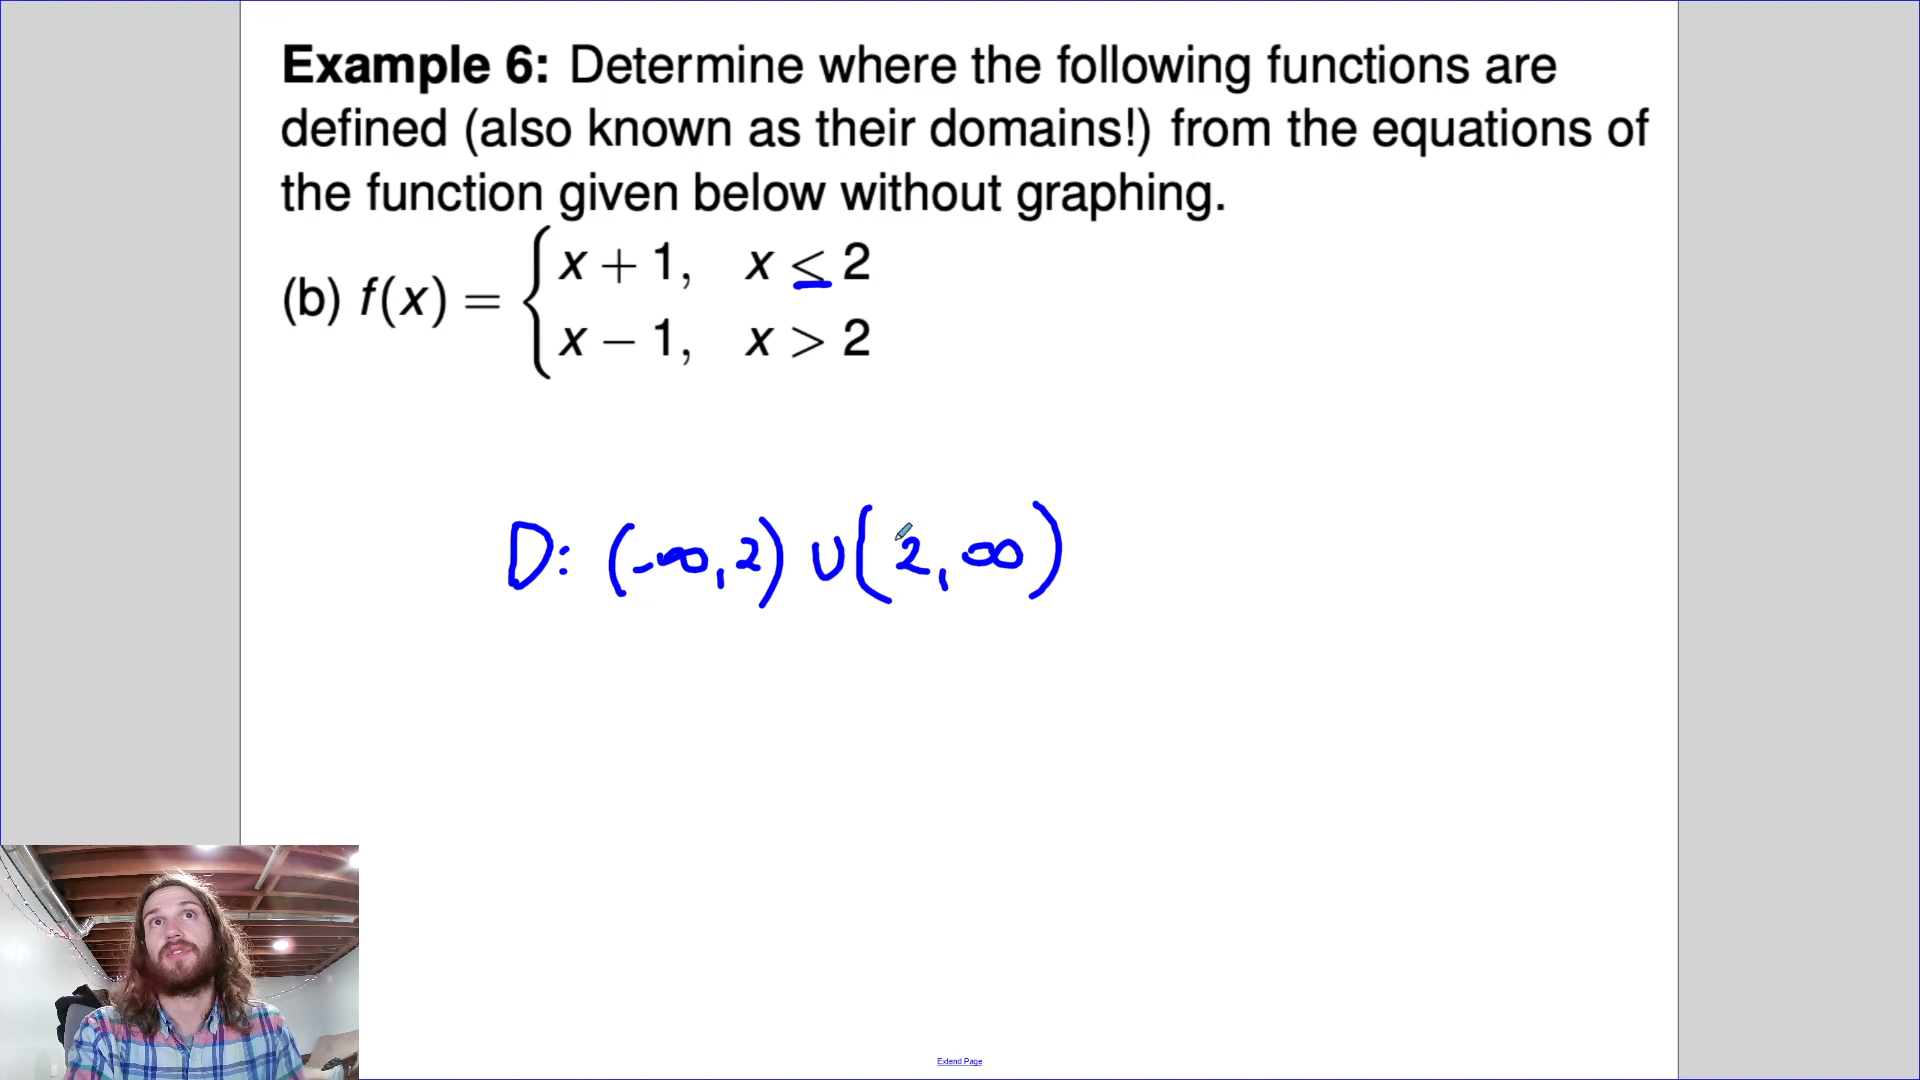 Example 6: Determine where the following functions are
defined (also known as their domains!) from the equations of
the function given below without graphing.
(b) f(x) = { x + 1, x ≤ 2
x − 1, x > 2
D: (-∞, 2) ∪ (2, ∞)
Extend Page